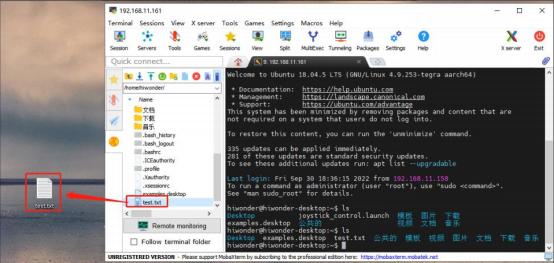 192.168.11.161
Terminal Sessions View X server Tools Games Settings Macros Help
Session Servers Tools Games Sessions View Split MultiExec Tunneling Packages Settings Help X server Exit
Quick connect...
9. 192.168.11.161
/home/hiwonder/
Name
文档
下载
音乐
.bash_history
.bash_logout
.bashrc
.ICEauthority
.profile
.Xauthority
.xsessionrc
examples.desktop
test.txt
Remote monitoring
Follow terminal folder
test.txt
Welcome to Ubuntu 18.04.5 LTS (GNU/Linux 4.9.253-tegra aarch64)
* Documentation: https://help.ubuntu.com
* Management: https://landscape.canonical.com
* Support: https://ubuntu.com/advantage
This system has been minimized by removing packages and content that are
not required on a system that users do not log into.
To restore this content, you can run the 'unminimize' command.
335 updates can be applied immediately.
281 of these updates are standard security updates.
To see these additional updates run: apt list --upgradable
Last login: Fri Sep 30 18:36:15 2022 from 192.168.11.158
To run a command as administrator (user "root"), use "sudo <command>".
See "man sudo_root" for details.
hiwonder@hiwonder-desktop:~$ ls
Desktop joystick_control.launch 模板 图片 下载
examples.desktop 公共的 视频 文档 音乐
hiwonder@hiwonder-desktop:~$ ls
Desktop examples.desktop test.txt 公共的 模板 视频 图片 文档 下载 音乐
hiwonder@hiwonder-desktop:~$
UNREGISTERED VERSION - Please support MobaXterm by subscribing to the professional edition here: https://mobaxterm.mobatek.net